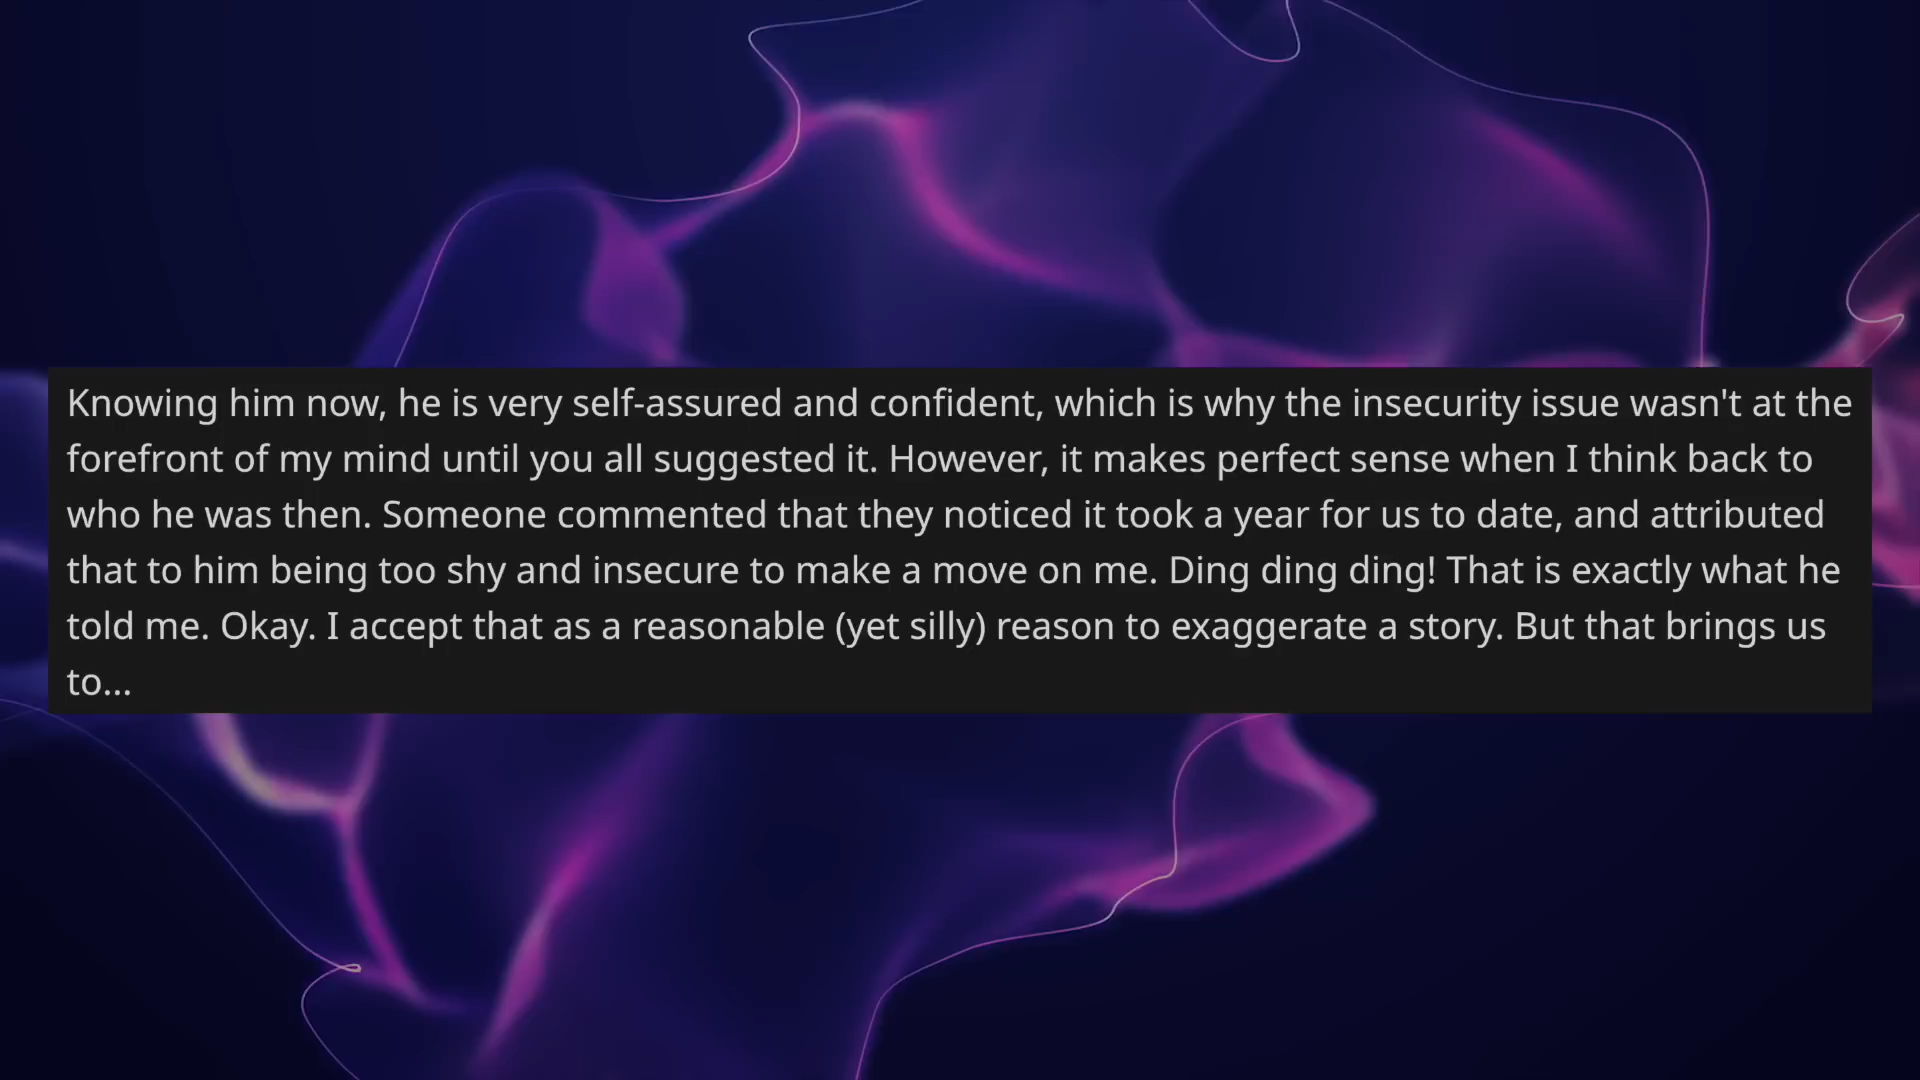 Knowing him now, he is very self-assured and confident, which is why the insecurity issue wasn't at the
forefront of my mind until you all suggested it. However, it makes perfect sense when I think back to
who he was then. Someone commented that they noticed it took a year for us to date, and attributed
that to him being too shy and insecure to make a move on me. Ding ding ding! That is exactly what he
told me. Okay. I accept that as a reasonable (yet silly) reason to exaggerate a story. But that brings us
to...